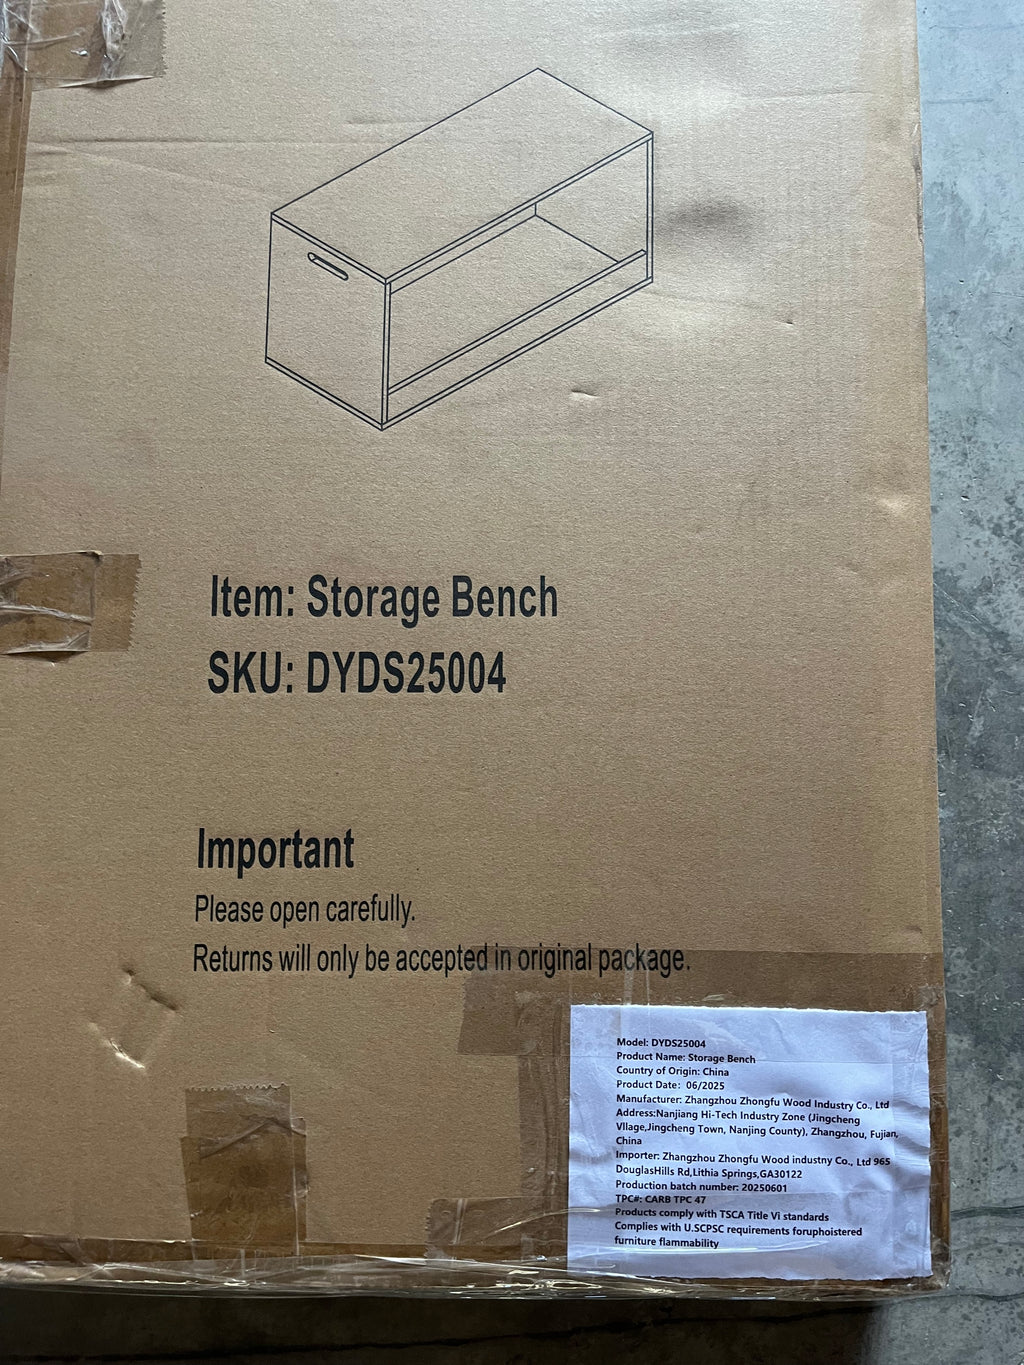 Item: Storage Bench
SKU: DYDS25004
Important
Please open carefully.
Returns will only be accepted in original package.
Model: DYDS25004
Product Name: Storage Bench
Country of Origin: China
Product Date: 06/2025
Manufacturer: Zhangzhou Zhongfu Wood Industry Co., Ltd
Address:Nanjiang Hi-Tech Industry Zone (Jingcheng
Vllage,Jingcheng Town, Nanjing County), Zhangzhou, Fujian,
China
Importer: Zhangzhou Zhongfu Wood industny Co., Ltd 965
DouglasHills Rd,Lithia Springs,GA30122
Production batch number: 20250601
TPC#: CARB TPC 47
Products comply with TSCA Title Vi standards
Complies with U.SCPSC requirements foruphoistered
furniture flammability